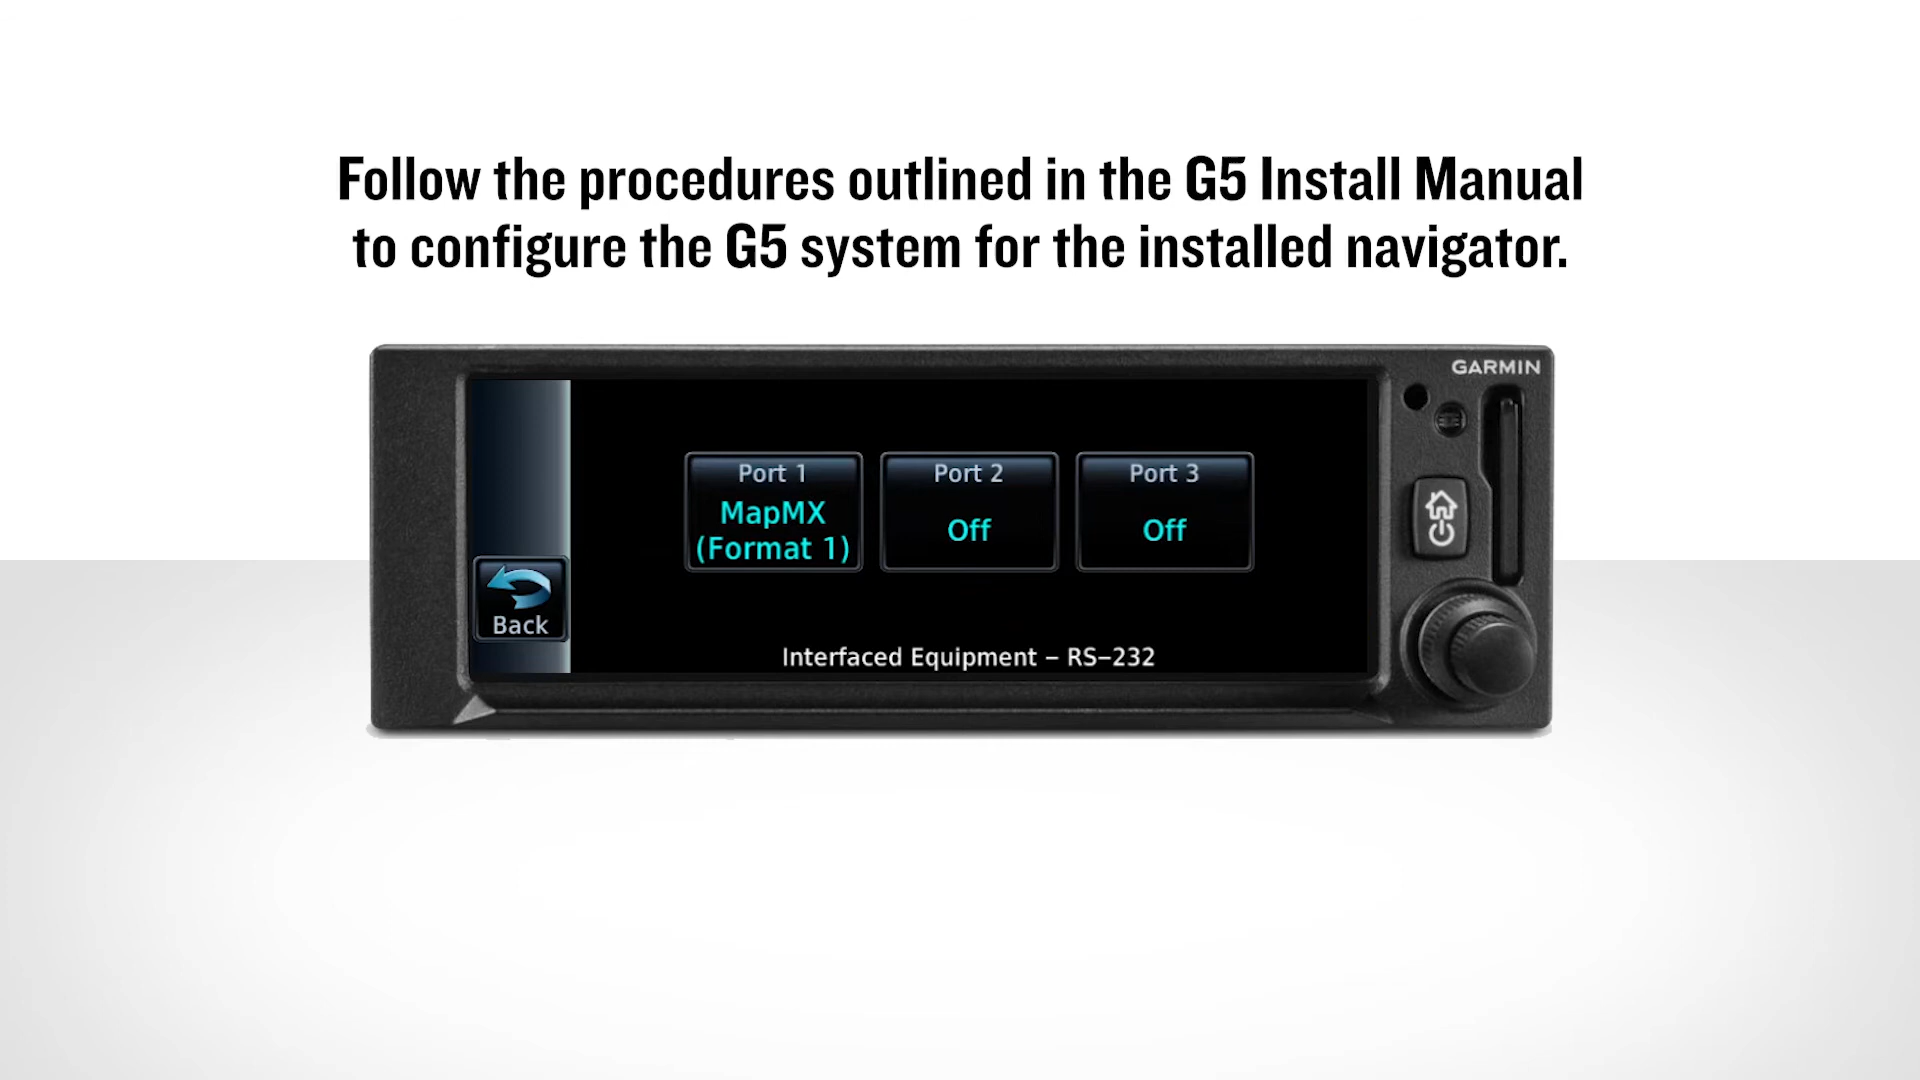 Follow the procedures outlined in the G5 Install Manual
to configure the G5 system for the installed navigator.
GARMIN
Port 1
MapMX
(Format 1)
Port 2
Off
Port 3
Off
Back
Interfaced Equipment – RS–232